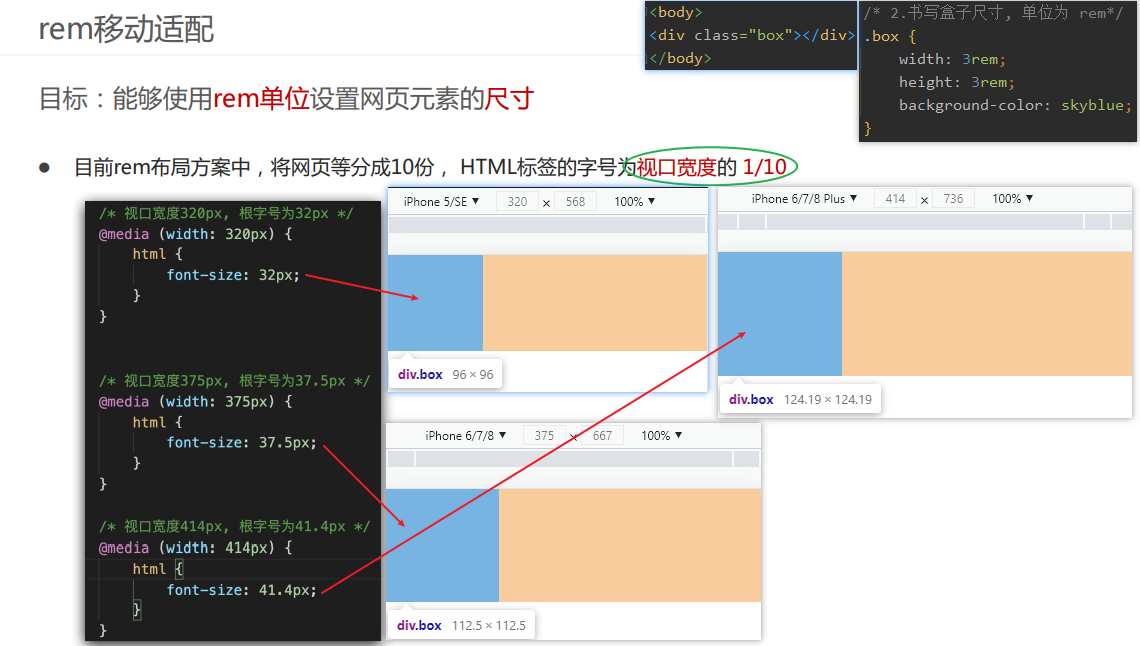 rem移动适配
<body>
<div class="box"></div>
</body>
/* 2.书写盒子尺寸, 单位为 rem*/
.box {
width: 3rem;
height: 3rem;
background-color: skyblue;
}
目标：能够使用rem单位设置网页元素的尺寸
● 目前rem布局方案中，将网页等分成10份， HTML标签的字号为视口宽度的 1/10
/* 视口宽度320px, 根字号为32px */
@media (width: 320px) {
html {
font-size: 32px;
}
}
/* 视口宽度375px, 根字号为37.5px */
@media (width: 375px) {
html {
font-size: 37.5px;
}
}
/* 视口宽度414px, 根字号为41.4px */
@media (width: 414px) {
html {
font-size: 41.4px;
}
}
iPhone 5/SE ▼ 320 × 568 100% ▼
div.box 96 × 96
iPhone 6/7/8 Plus ▼ 414 × 736 100% ▼
div.box 124.19 × 124.19
iPhone 6/7/8 ▼ 375 × 667 100% ▼
div.box 112.5 × 112.5